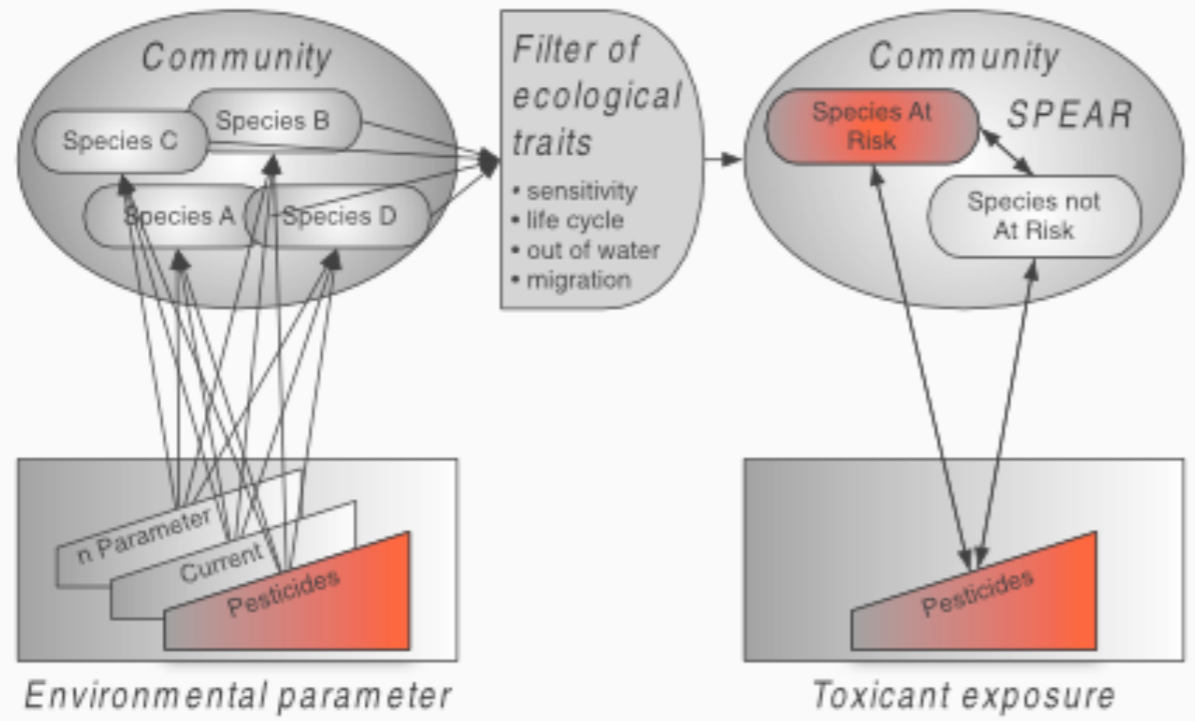 Community
Species B
Species C
Species A
Species D
Filter of
ecological
traits
• sensitivity
• life cycle
• out of water
• migration
Community
SPEAR
Species At
Risk
Species not
At Risk
n Parameter
Current
Pesticides
Environmental parameter
Pesticides
Toxicant exposure